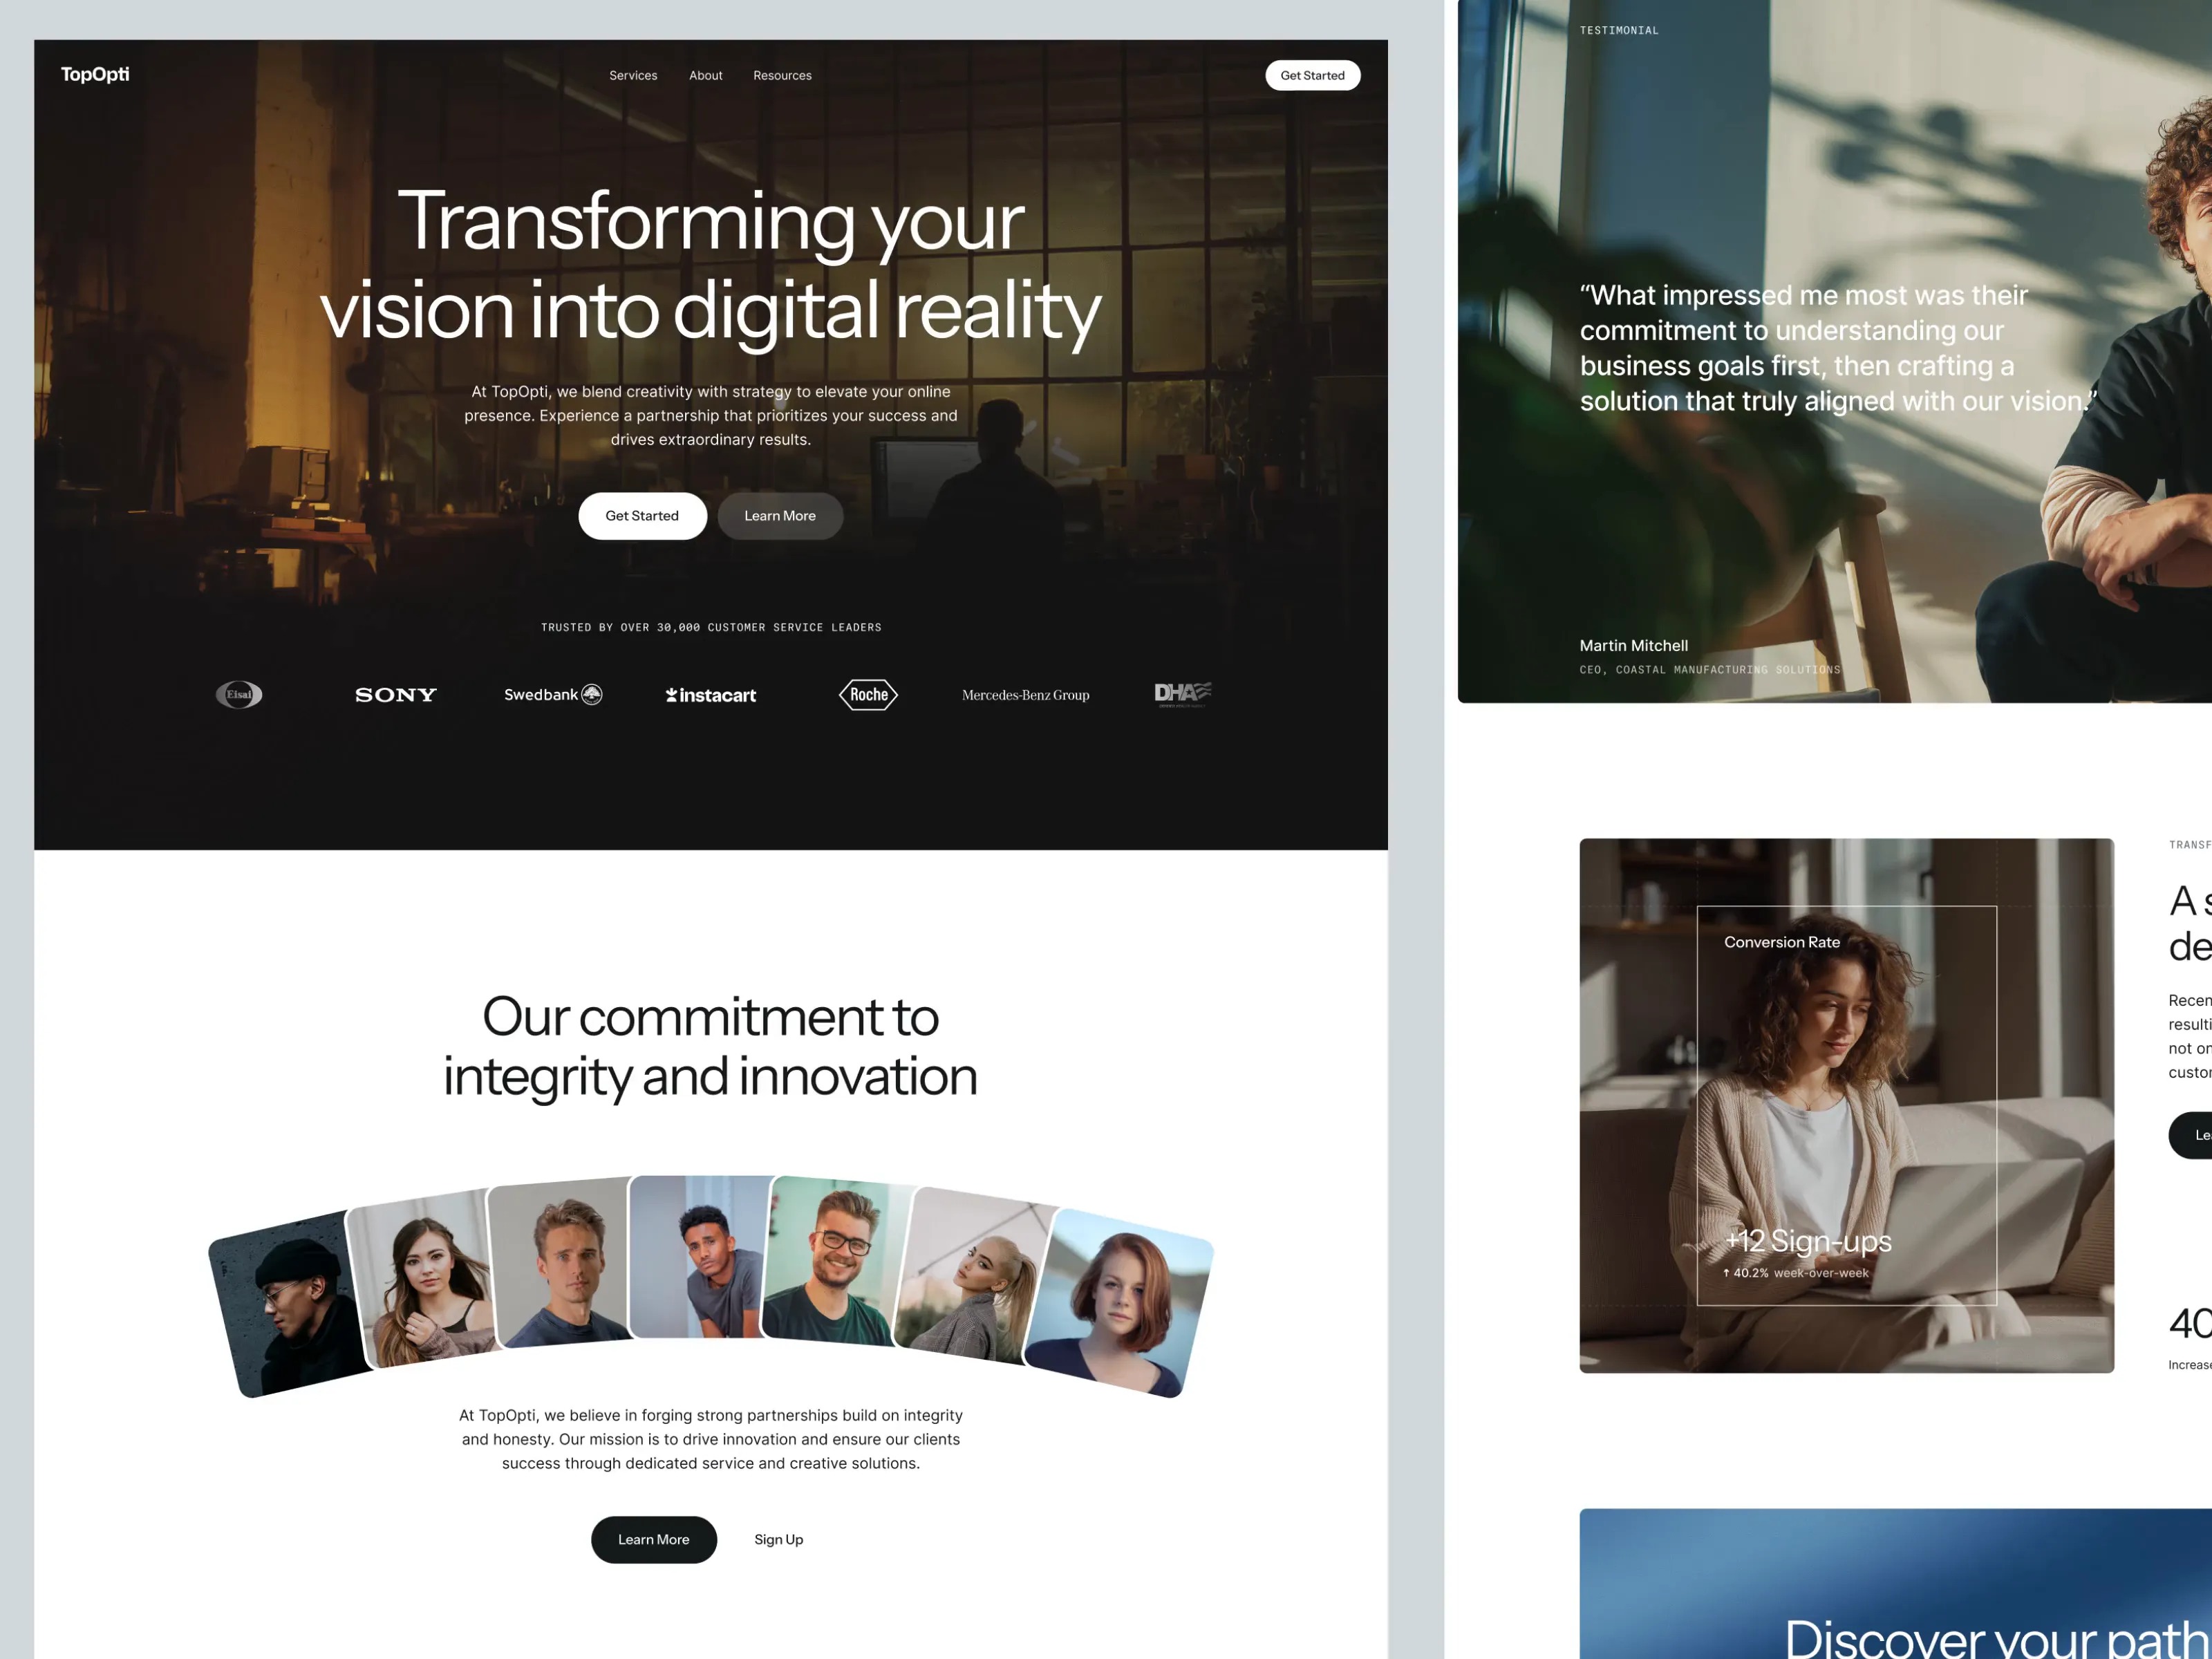 TopOpti
Services
About
Resources
Get Started
Transforming your
vision into digital reality
At TopOpti, we blend creativity with strategy to elevate your online
presence. Experience a partnership that prioritizes your success and
drives extraordinary results.
Get Started
Learn More
TRUSTED BY OVER 30,000 CUSTOMER SERVICE LEADERS
Eisai
SONY
Swedbank
instacart
Roche
Mercedes-Benz Group
DHA
Our commitment to
integrity and innovation
At TopOpti, we believe in forging strong partnerships build on integrity
and honesty. Our mission is to drive innovation and ensure our clients
success through dedicated service and creative solutions.
Learn More
Sign Up
TESTIMONIAL
“What impressed me most was their
commitment to understanding our
business goals first, then crafting a
solution that truly aligned with our vision.”
Martin Mitchell
CEO, COASTAL MANUFACTURING SOLUTIONS
Conversion Rate
+12 Sign-ups
↑ 40.2% week-over-week
TRANSF
A s
de
Recen
resulti
not on
custor
Le
40
Increase
Discover your path